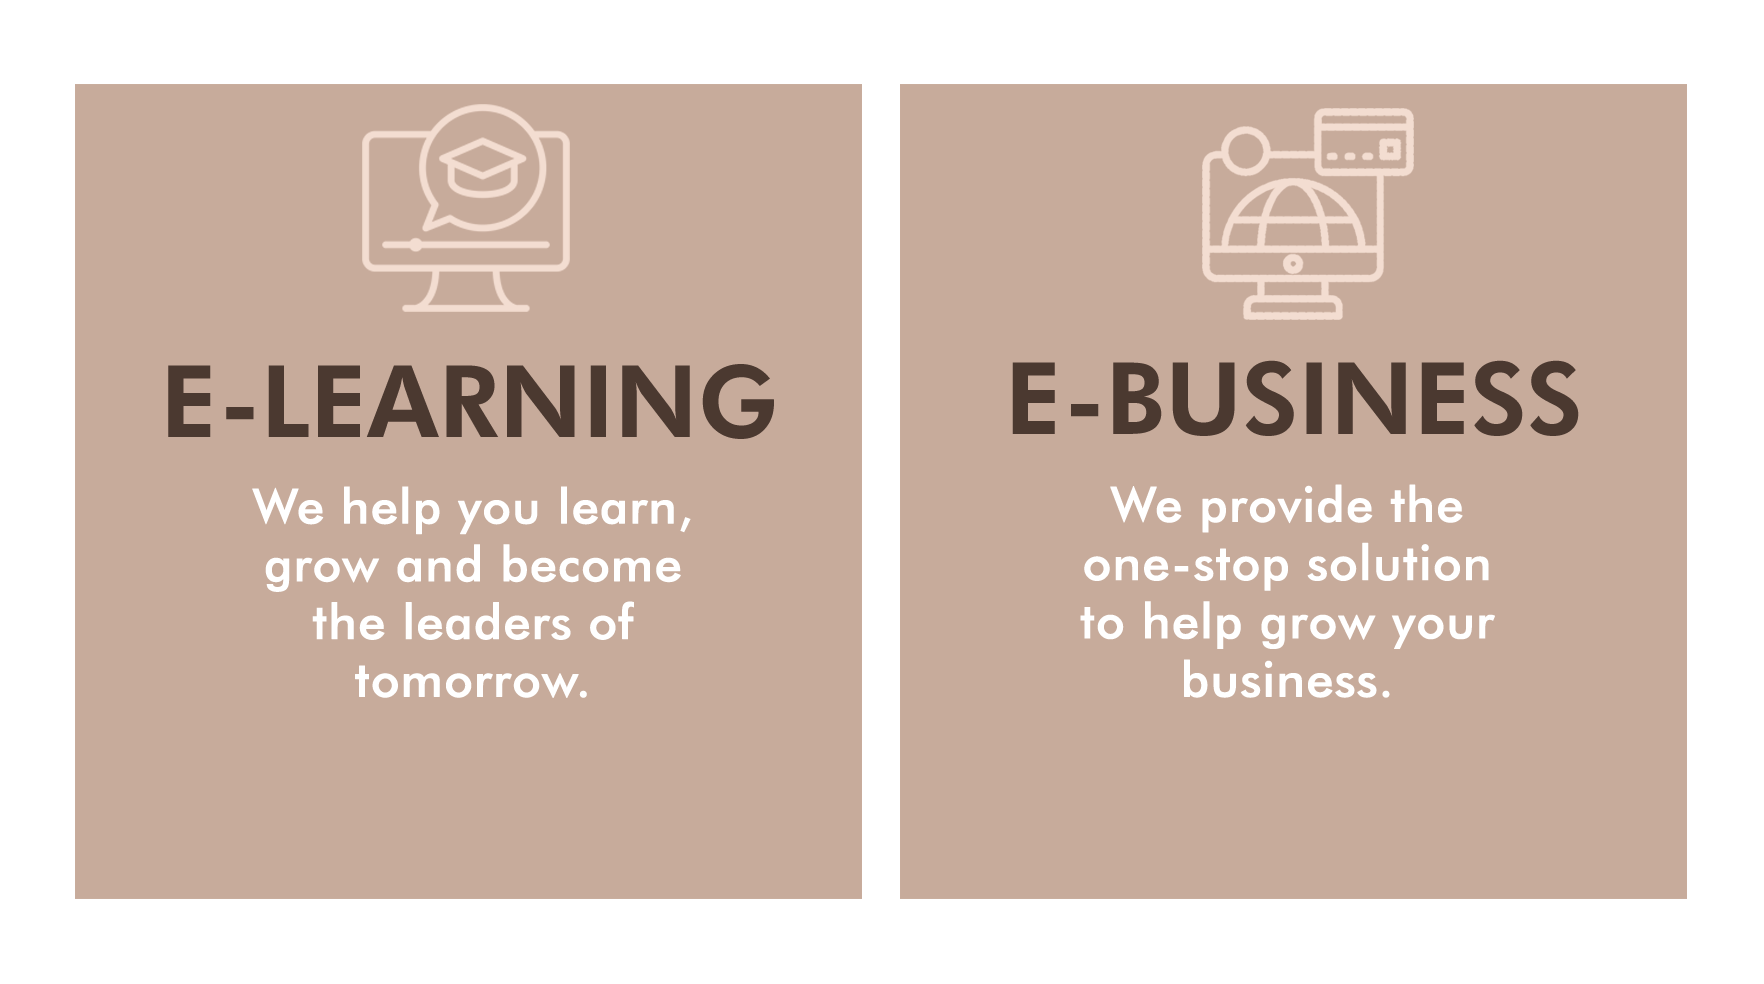 E-LEARNING
We help you learn,
grow and become
the leaders of
tomorrow.
E-BUSINESS
We provide the
one-stop solution
to help grow your
business.